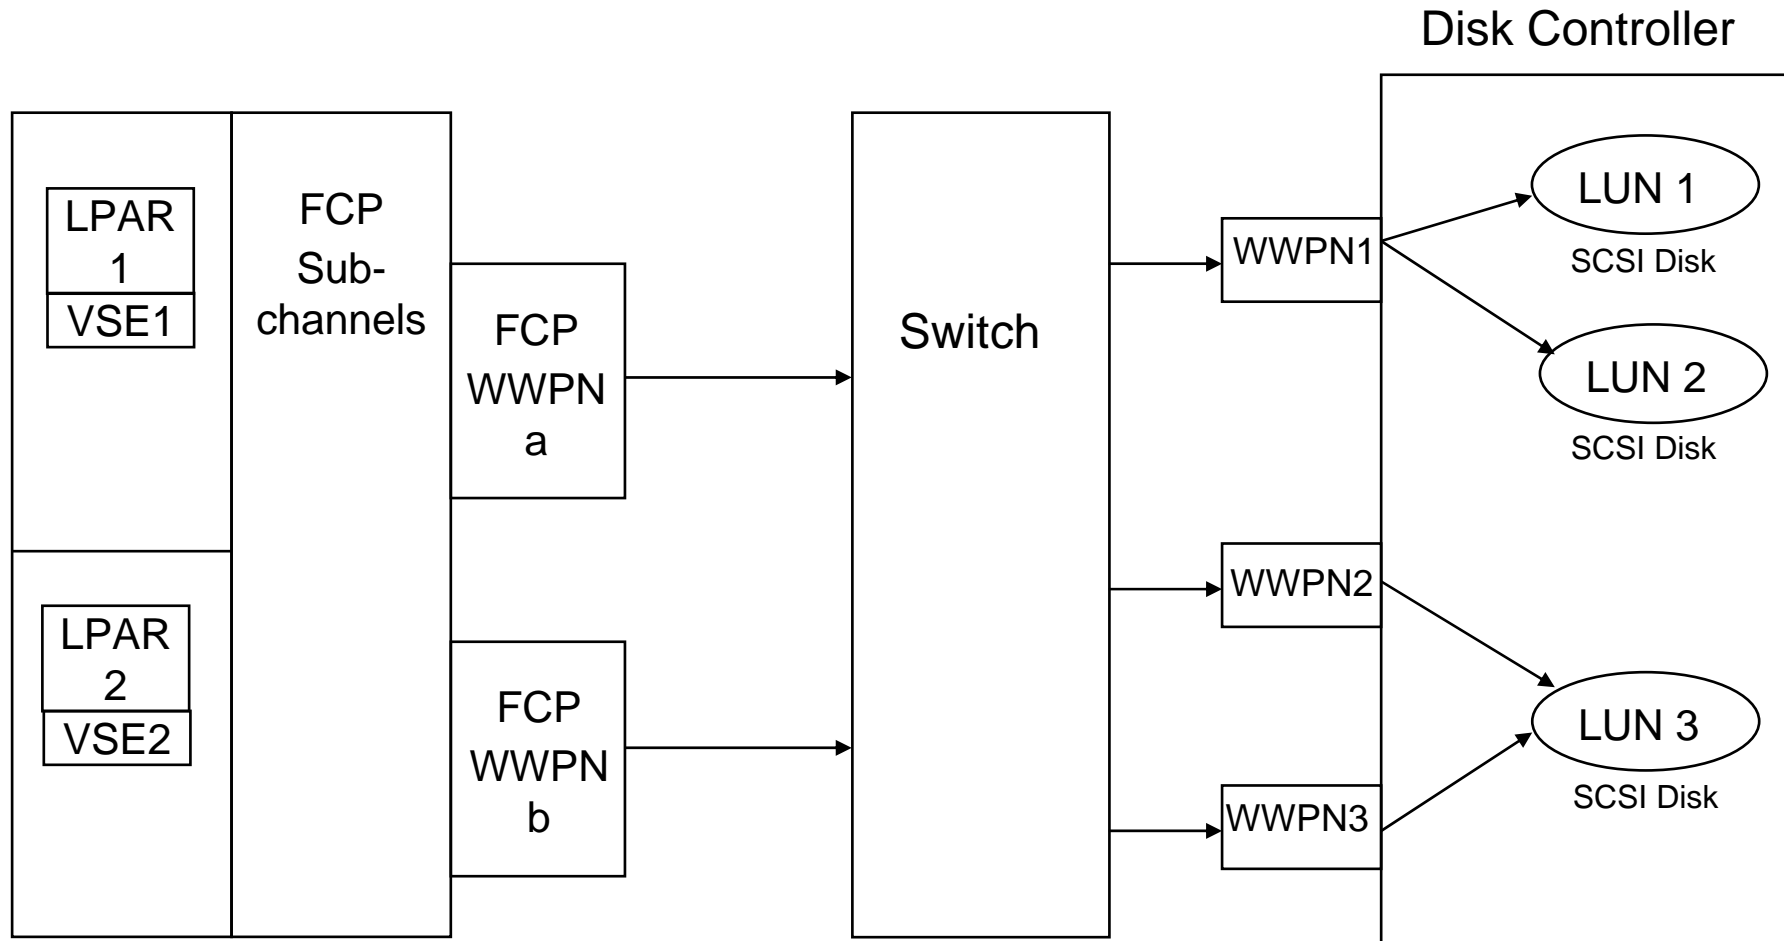 Disk Controller
LPAR
1
VSE1
LPAR
2
VSE2
FCP
Sub-
channels
FCP
WWPN
a
FCP
WWPN
b
Switch
WWPN1
WWPN2
WWPN3
LUN 1
SCSI Disk
LUN 2
SCSI Disk
LUN 3
SCSI Disk